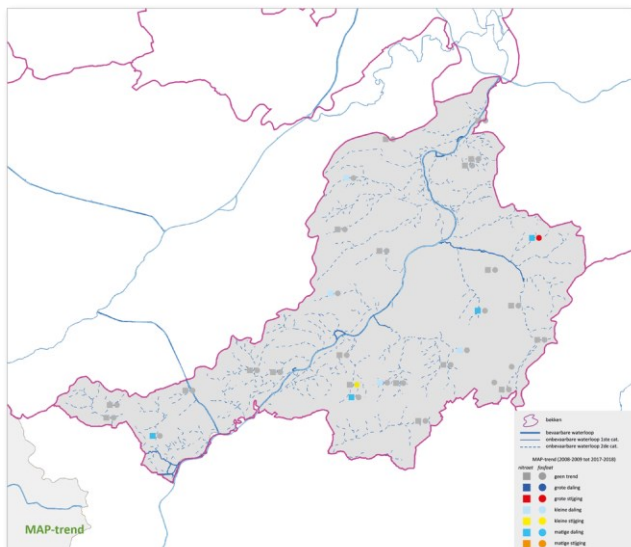 bekken
bevaarbare waterloop
onbevaarbare waterloop 1ste cat.
onbevaarbare waterloop 2de cat.
MAP-trend (2008-2009 tot 2017-2018)
nitraat fosfaat
geen trend
grote daling
grote stijging
kleine daling
kleine stijging
matige daling
matige stijging
MAP-trend